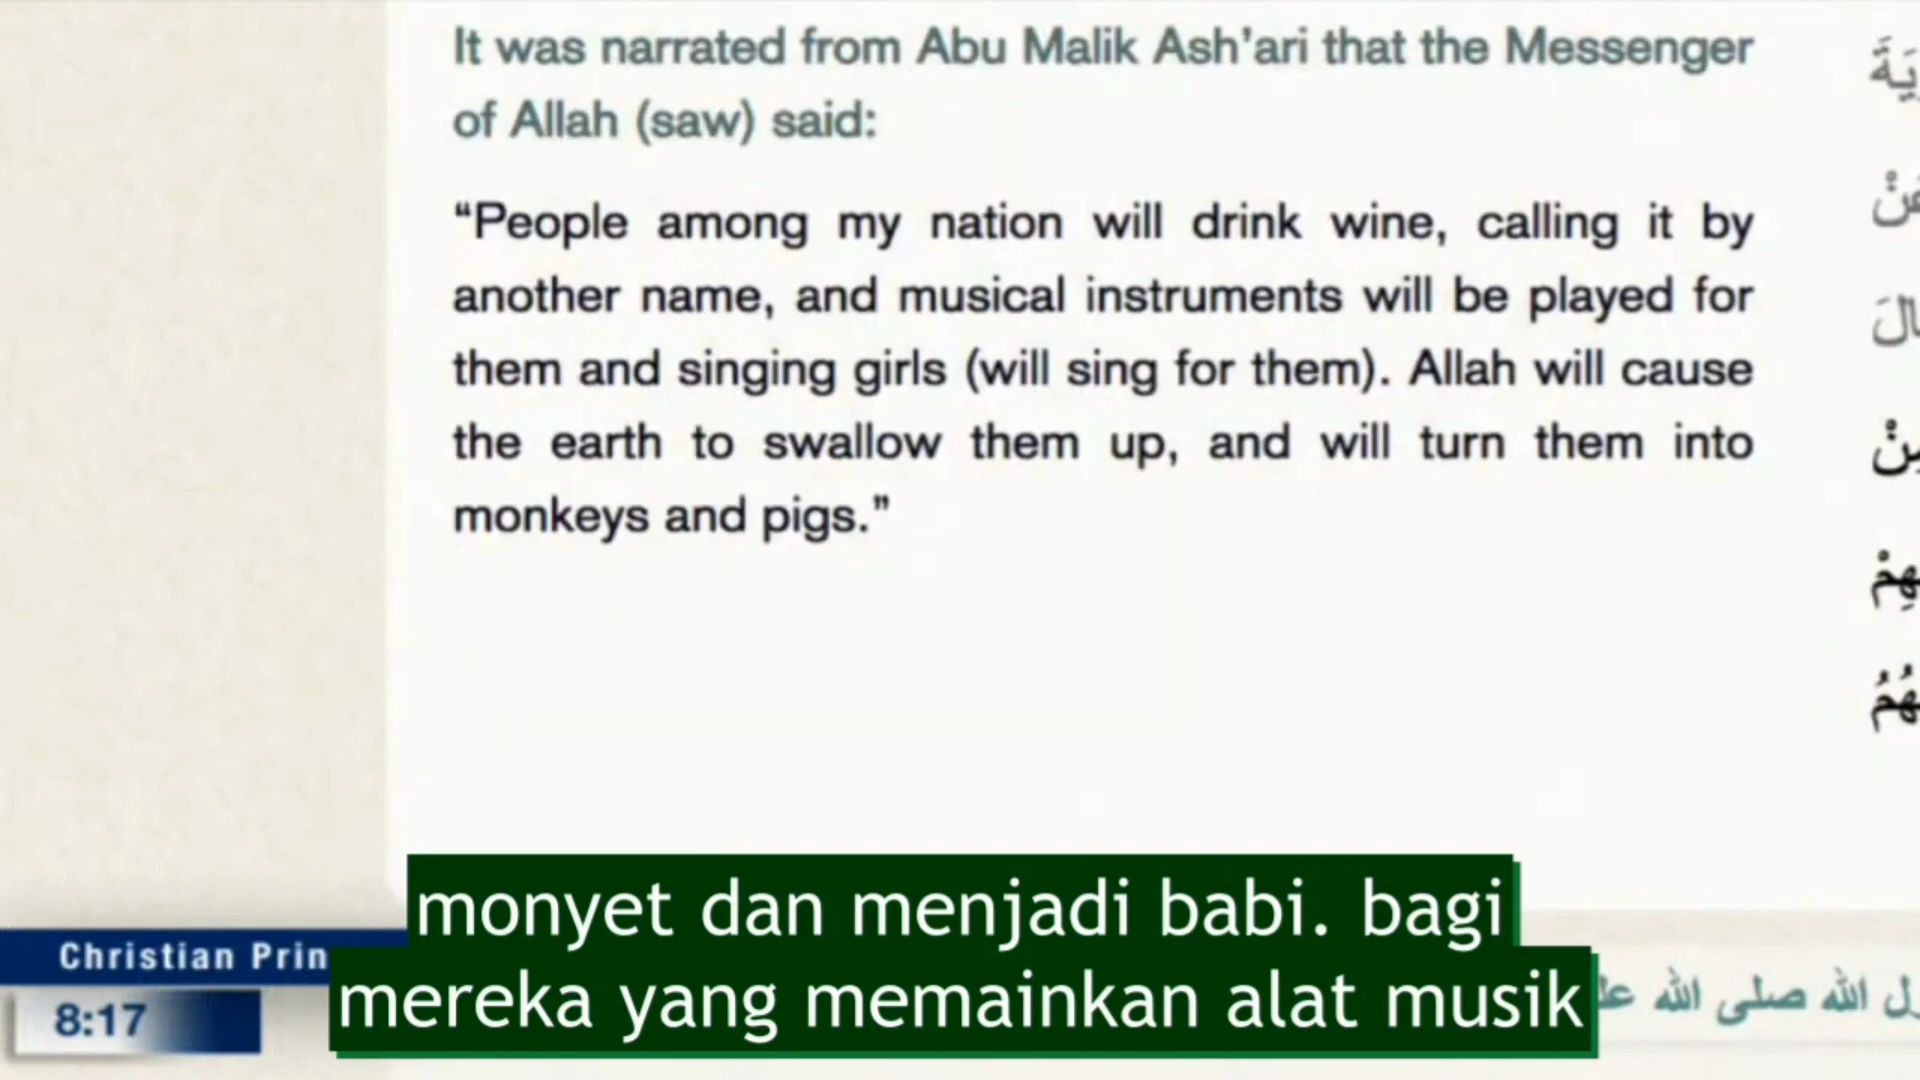 It was narrated from Abu Malik Ash'ari that the Messenger
of Allah (saw) said:
“People among my nation will drink wine, calling it by
another name, and musical instruments will be played for
them and singing girls (will sing for them). Allah will cause
the earth to swallow them up, and will turn them into
monkeys and pigs.”
monyet dan menjadi babi. bagi
mereka yang memainkan alat musik
Christian Prin
8:17
الله صلى الله